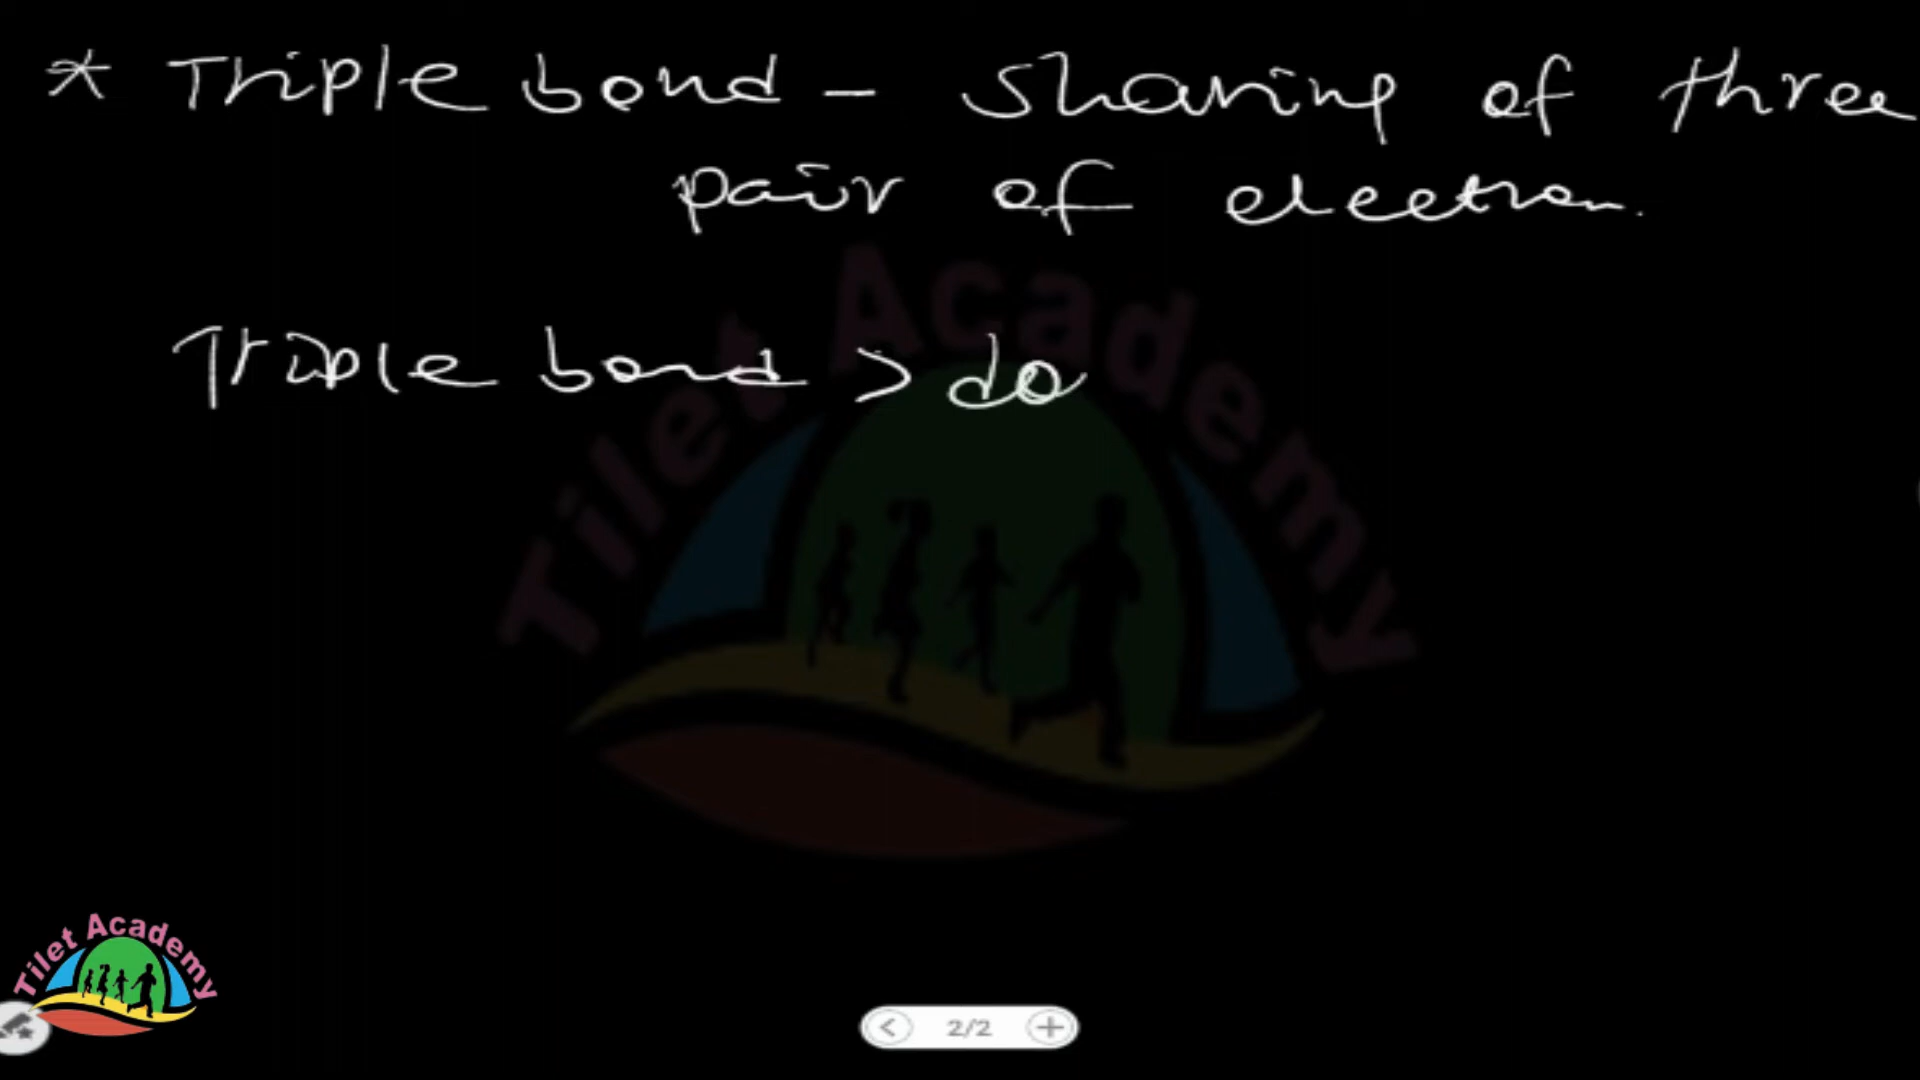 * Triple bond - sharing of three
pair of electron.
Triple bond > do
Tilet Academy
Tilet Academy
2/2